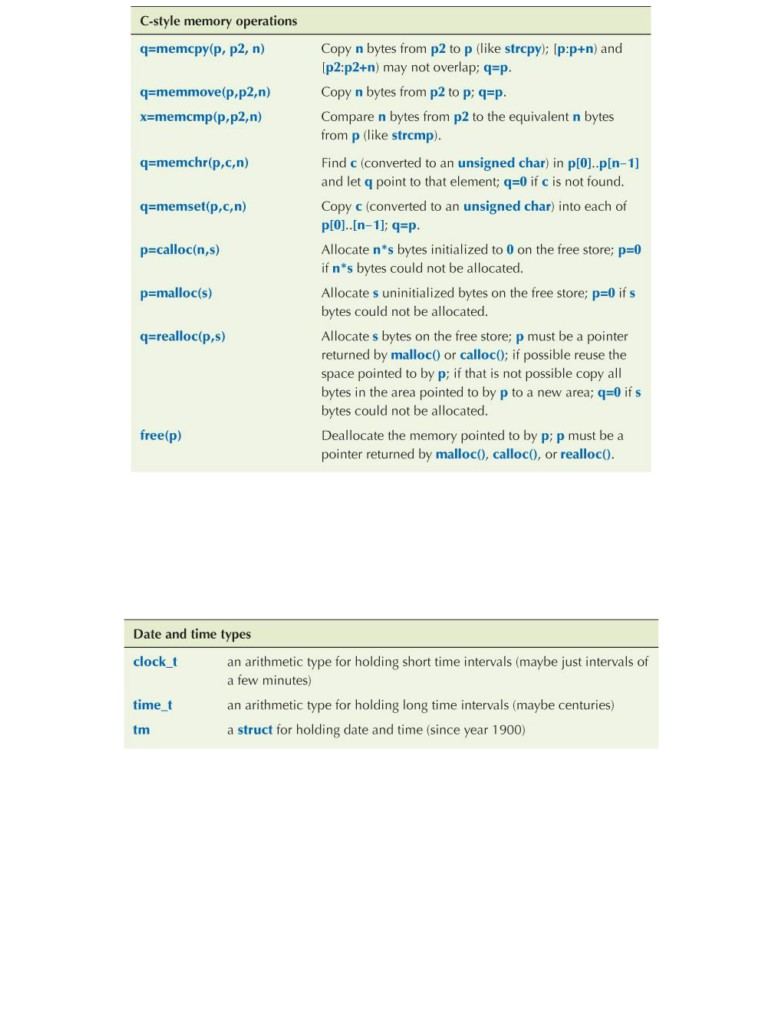 C-style memory operations
q=memcpy(p, p2, n) Copy n bytes from p2 to p (like strcpy); [p:p+n) and
[p2:p2+n) may not overlap; q=p.
q=memmove(p,p2,n) Copy n bytes from p2 to p; q=p.
x=memcmp(p,p2,n) Compare n bytes from p2 to the equivalent n bytes
from p (like strcmp).
q=memchr(p,c,n) Find c (converted to an unsigned char) in p[0]..p[n-1]
and let q point to that element; q=0 if c is not found.
q=memset(p,c,n) Copy c (converted to an unsigned char) into each of
p[0]..[n-1]; q=p.
p=calloc(n,s) Allocate n*s bytes initialized to 0 on the free store; p=0
if n*s bytes could not be allocated.
p=malloc(s) Allocate s uninitialized bytes on the free store; p=0 if s
bytes could not be allocated.
q=realloc(p,s) Allocate s bytes on the free store; p must be a pointer
returned by malloc() or calloc(); if possible reuse the
space pointed to by p; if that is not possible copy all
bytes in the area pointed to by p to a new area; q=0 if s
bytes could not be allocated.
free(p) Deallocate the memory pointed to by p; p must be a
pointer returned by malloc(), calloc(), or realloc().
Date and time types
clock_t an arithmetic type for holding short time intervals (maybe just intervals of
a few minutes)
time_t an arithmetic type for holding long time intervals (maybe centuries)
tm a struct for holding date and time (since year 1900)